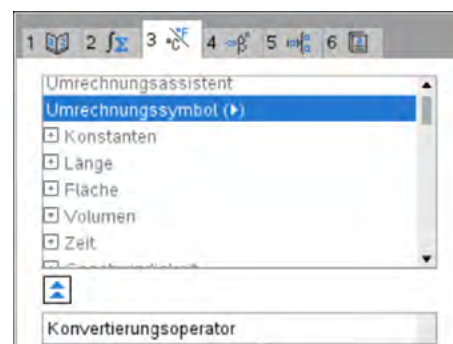 1 2 ∫Σ 3 °C°F 4 ∞β° 5 6
Umrechnungsassistent
Umrechnungssymbol (▶)
Konstanten
Länge
Fläche
Volumen
Zeit
Konvertierungsoperator